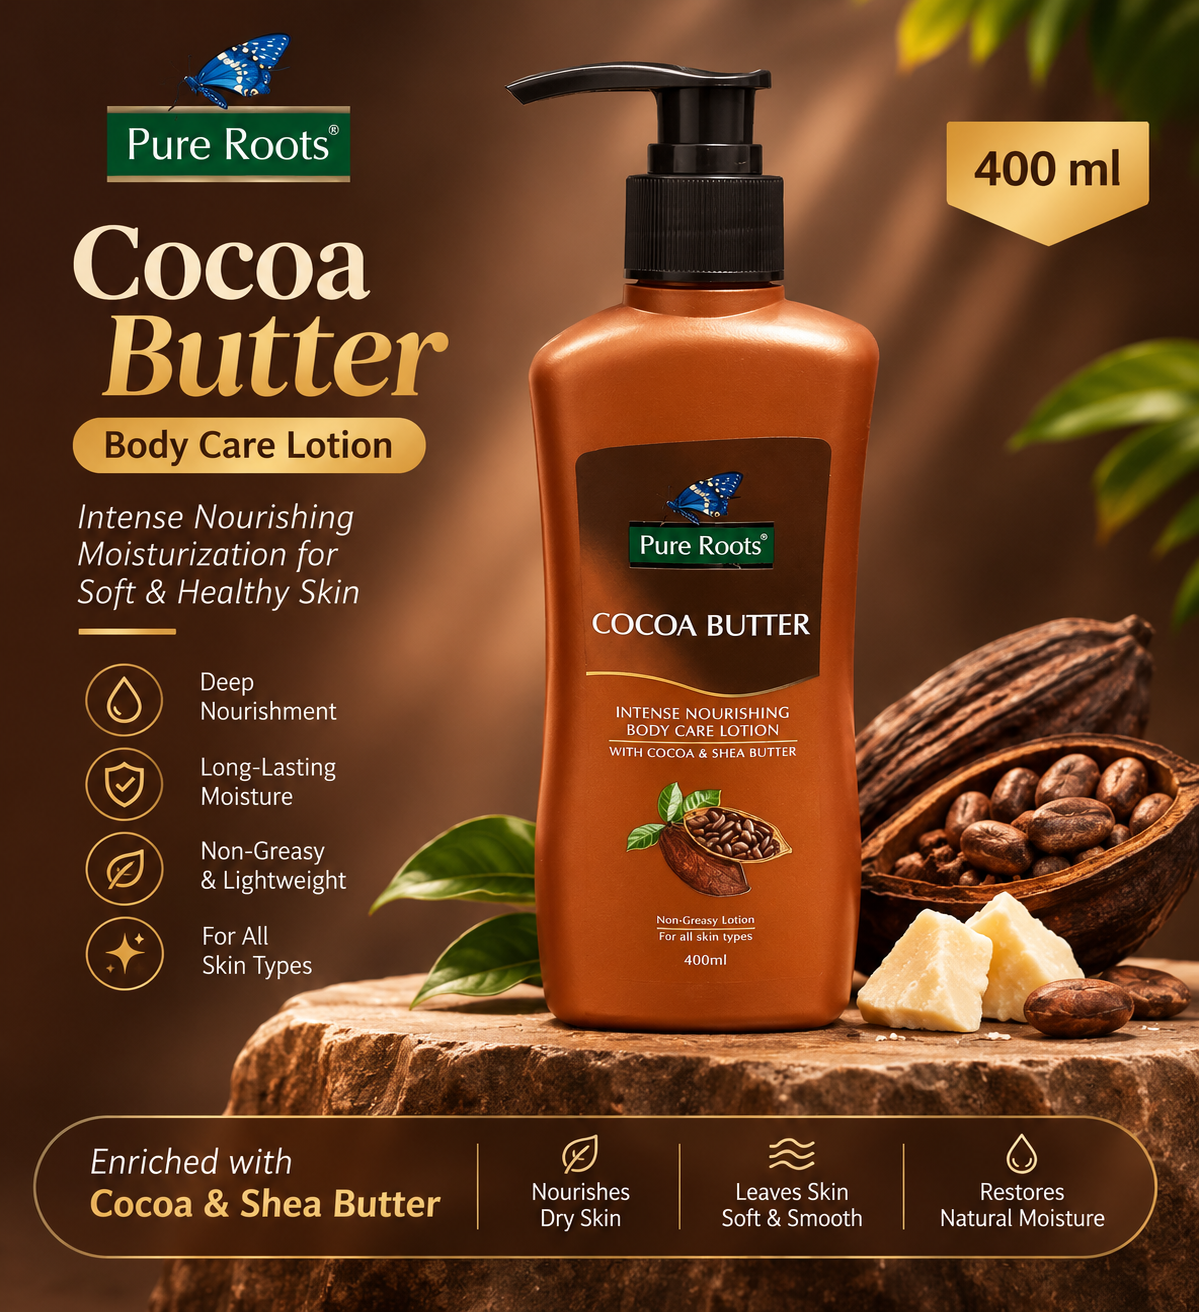 Pure Roots®
400 ml
Cocoa
Butter
Body Care Lotion
Intense Nourishing
Moisturization for
Soft & Healthy Skin
Deep
Nourishment
Long-Lasting
Moisture
Non-Greasy
& Lightweight
For All
Skin Types
Pure Roots®
COCOA BUTTER
INTENSE NOURISHING
BODY CARE LOTION
WITH COCOA & SHEA BUTTER
Non-Greasy Lotion
For all skin types
400ml
Enriched with
Cocoa & Shea Butter
Nourishes
Dry Skin
Leaves Skin
Soft & Smooth
Restores
Natural Moisture